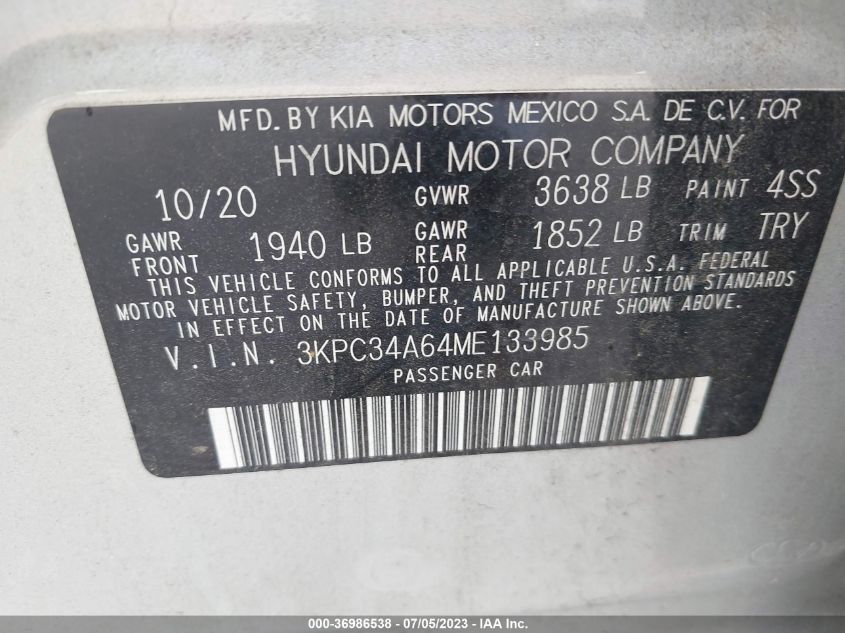 MFD. BY KIA MOTORS MEXICO S.A. DE C.V. FOR
HYUNDAI MOTOR COMPANY
10/20 GVWR 3638 LB PAINT 4SS
GAWR FRONT 1940 LB GAWR REAR 1852 LB TRIM TRY
THIS VEHICLE CONFORMS TO ALL APPLICABLE U.S.A. FEDERAL
MOTOR VEHICLE SAFETY, BUMPER, AND THEFT PREVENTION STANDARDS
IN EFFECT ON THE DATE OF MANUFACTURE SHOWN ABOVE.
V.I.N. 3KPC34A64ME133985
PASSENGER CAR
000-36986538 - 07/05/2023 - IAA Inc.